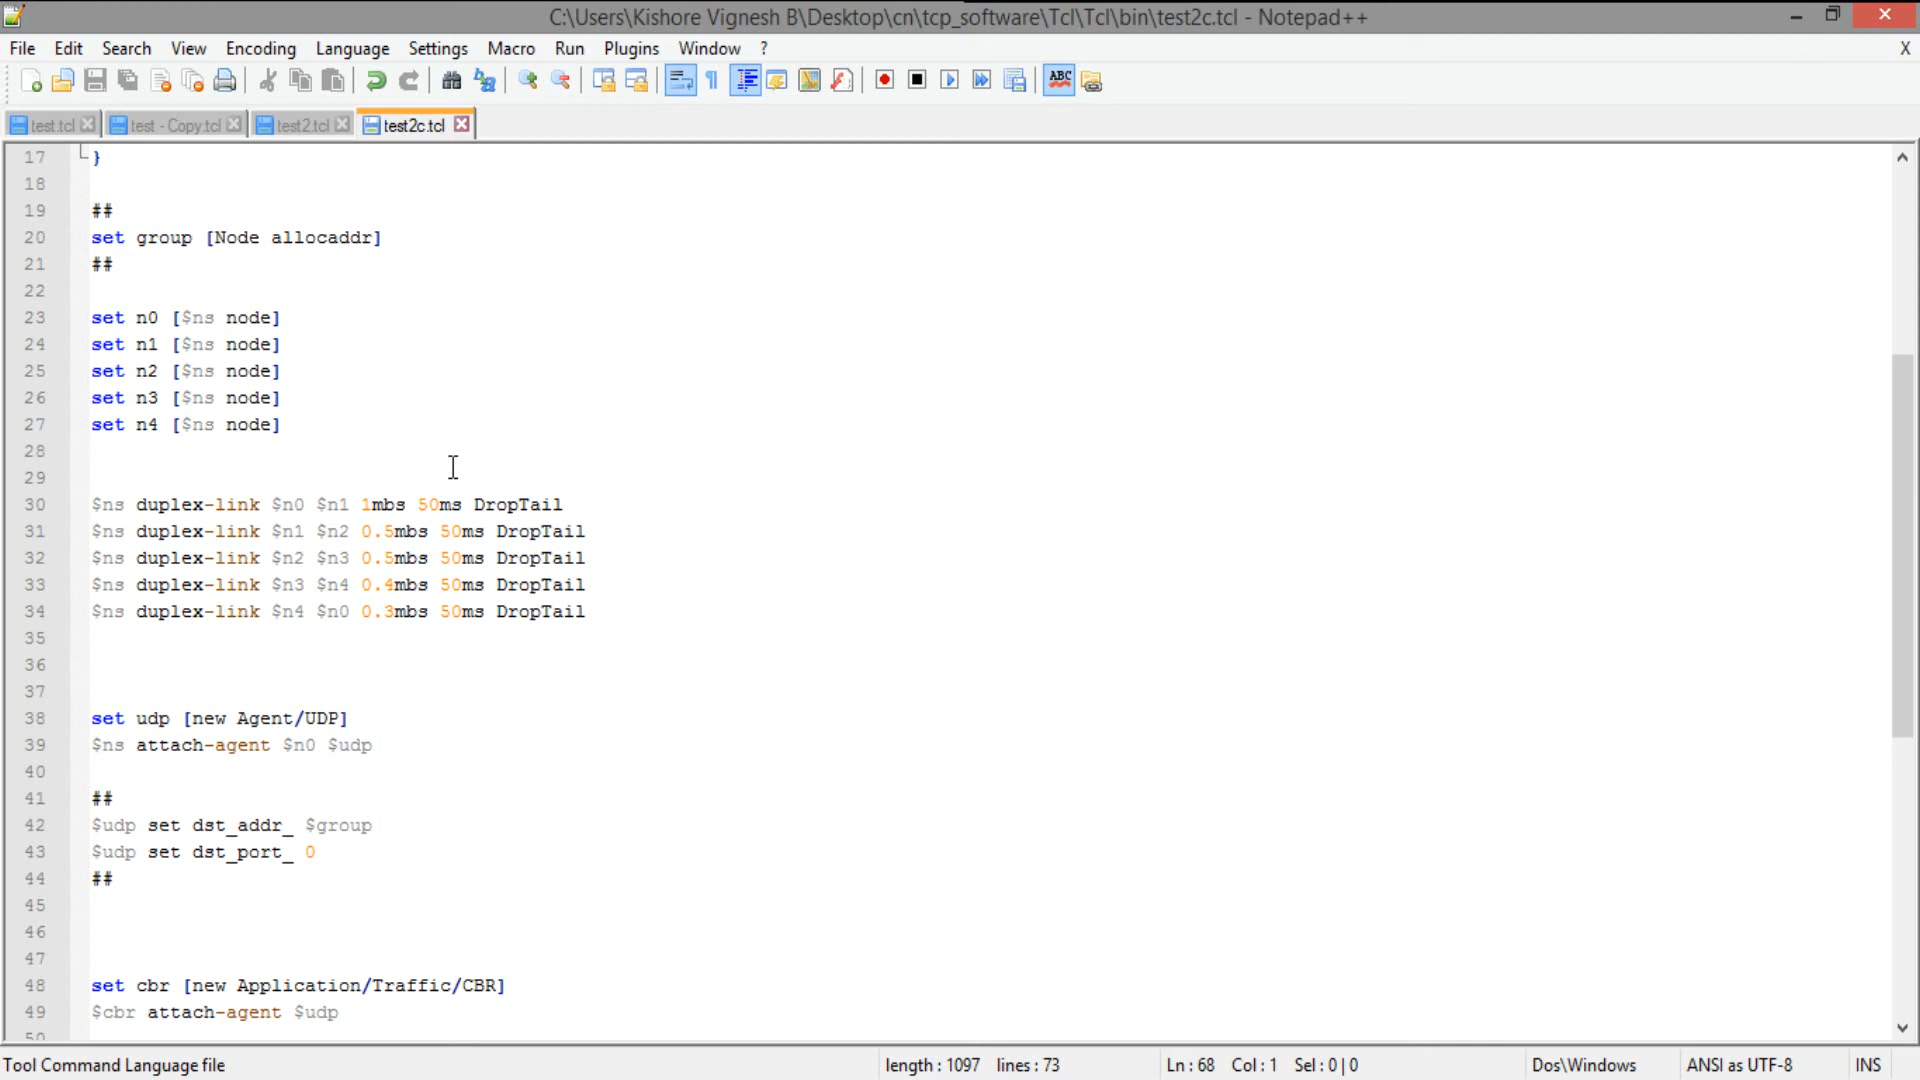 C:\Users\Kishore Vignesh B\Desktop\cn\tcp_software\Tcl\Tcl\bin\test2c.tcl - Notepad++
File Edit Search View Encoding Language Settings Macro Run Plugins Window ? X
ABC
test.tcl test - Copy.tcl test2.tcl test2c.tcl
17 }
18
19 ##
20 set group [Node allocaddr]
21 ##
22
23 set n0 [$ns node]
24 set n1 [$ns node]
25 set n2 [$ns node]
26 set n3 [$ns node]
27 set n4 [$ns node]
28
29
30 $ns duplex-link $n0 $n1 1mbs 50ms DropTail
31 $ns duplex-link $n1 $n2 0.5mbs 50ms DropTail
32 $ns duplex-link $n2 $n3 0.5mbs 50ms DropTail
33 $ns duplex-link $n3 $n4 0.4mbs 50ms DropTail
34 $ns duplex-link $n4 $n0 0.3mbs 50ms DropTail
35
36
37
38 set udp [new Agent/UDP]
39 $ns attach-agent $n0 $udp
40
41 ##
42 $udp set dst_addr_ $group
43 $udp set dst_port_ 0
44 ##
45
46
47
48 set cbr [new Application/Traffic/CBR]
49 $cbr attach-agent $udp
50
Tool Command Language file length : 1097 lines : 73 Ln : 68 Col : 1 Sel : 0 | 0 Dos\Windows ANSI as UTF-8 INS